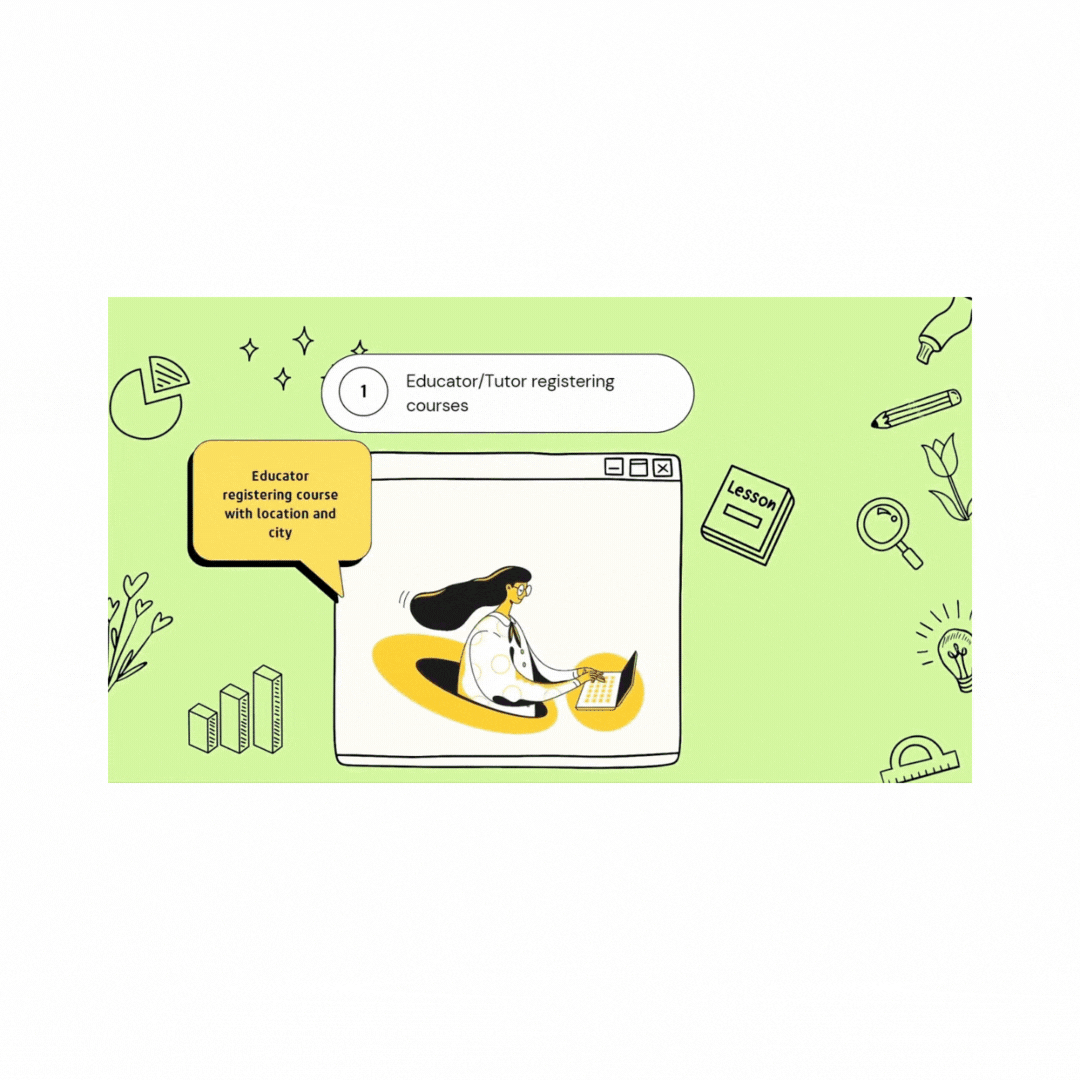 1
Educator/Tutor registering
courses
Educator
registering course
with location and
city
Lesson